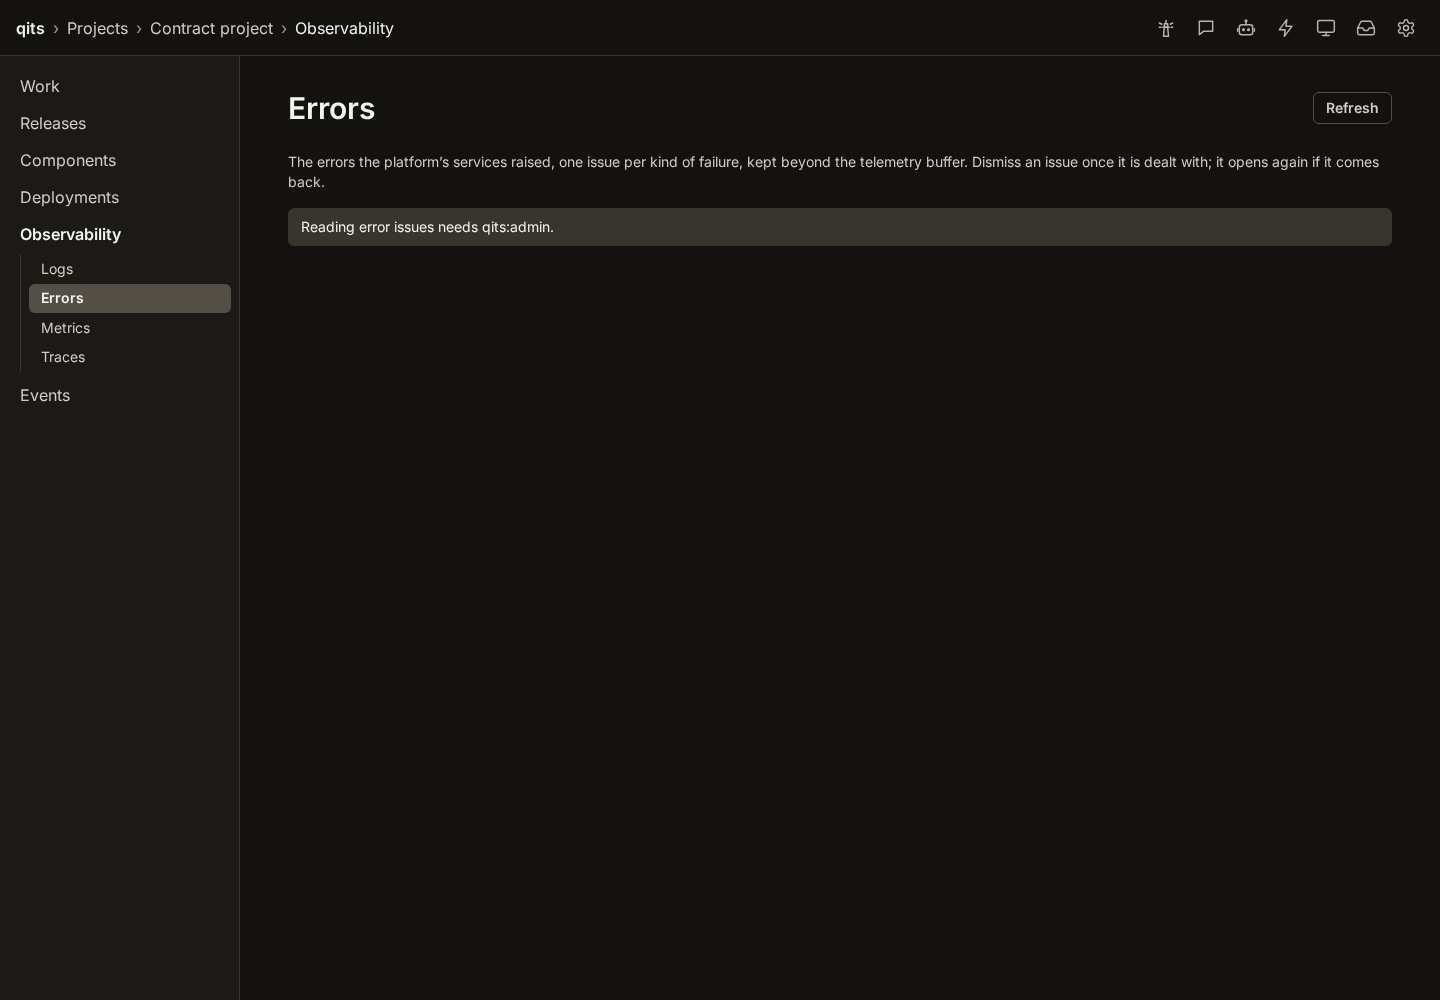 qits › Projects › Contract project › Observability
Work
Releases
Components
Deployments
Observability
Logs
Errors
Metrics
Traces
Events
Errors
Refresh
The errors the platform’s services raised, one issue per kind of failure, kept beyond the telemetry buffer. Dismiss an issue once it is dealt with; it opens again if it comes
back.
Reading error issues needs qits:admin.